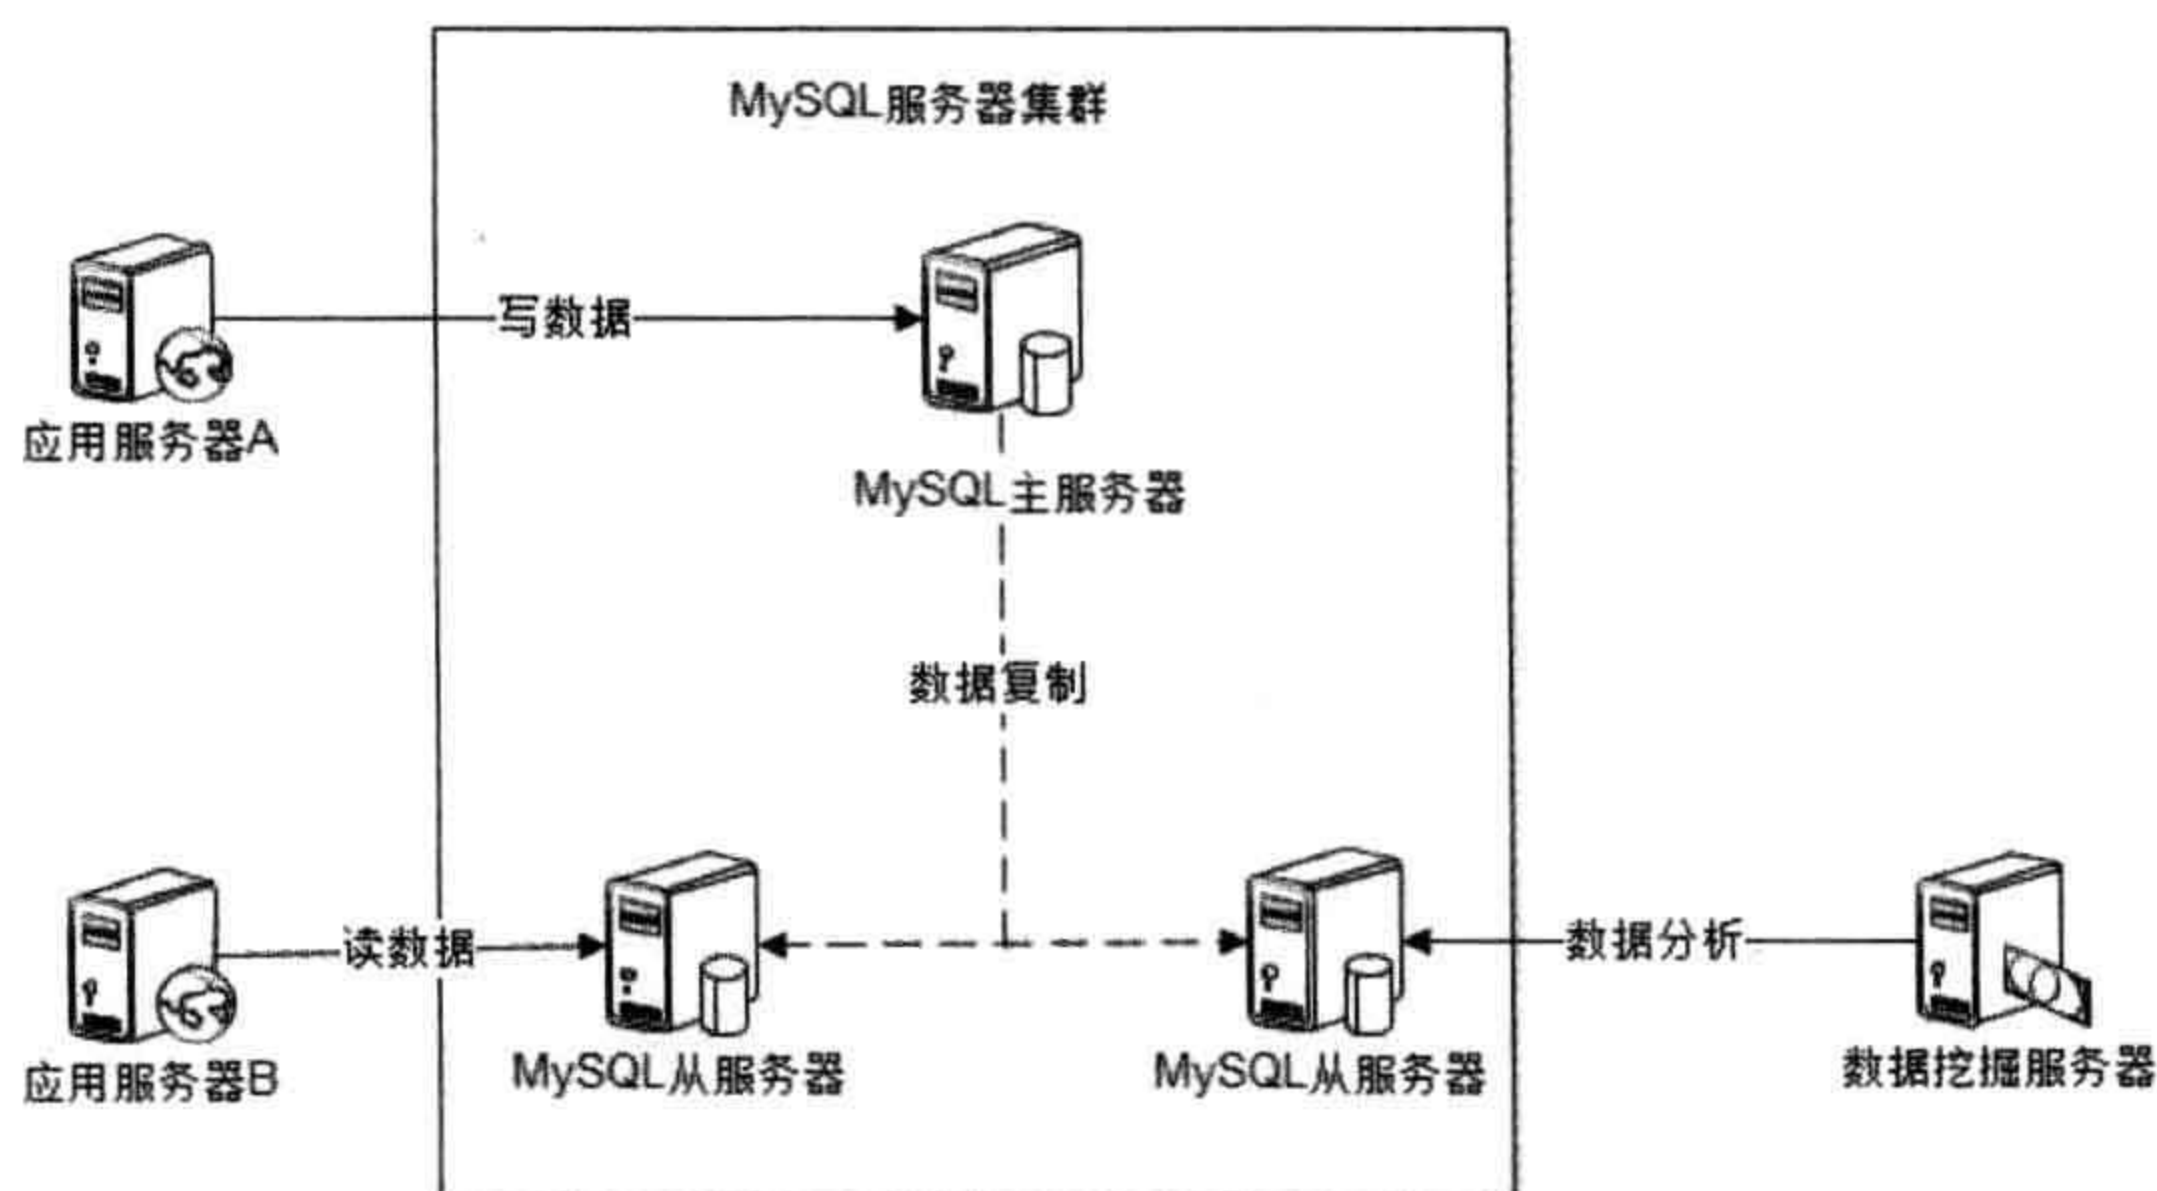 MySQL服务器集群
写数据
应用服务器A
MySQL主服务器
数据复制
读数据
数据分析
应用服务器B
MySQL从服务器
MySQL从服务器
数据挖掘服务器